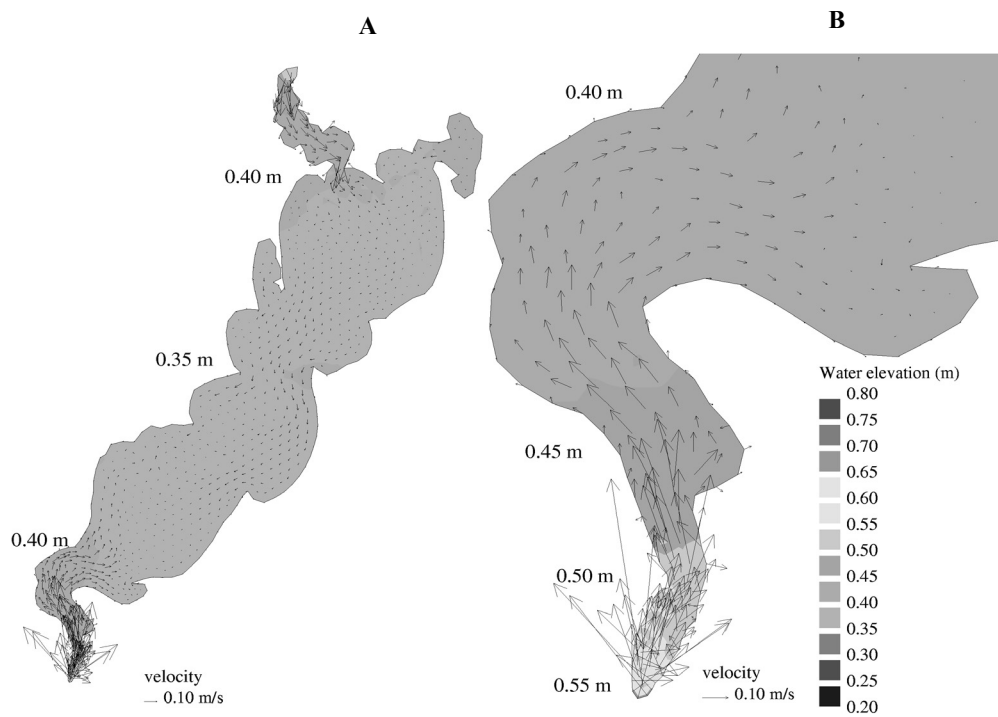 A
B
0.40 m
0.35 m
0.40 m
velocity
0.10 m/s
0.40 m
0.45 m
0.50 m
0.55 m
velocity
0.10 m/s
Water elevation (m)
0.80
0.75
0.70
0.65
0.60
0.55
0.50
0.45
0.40
0.35
0.30
0.25
0.20